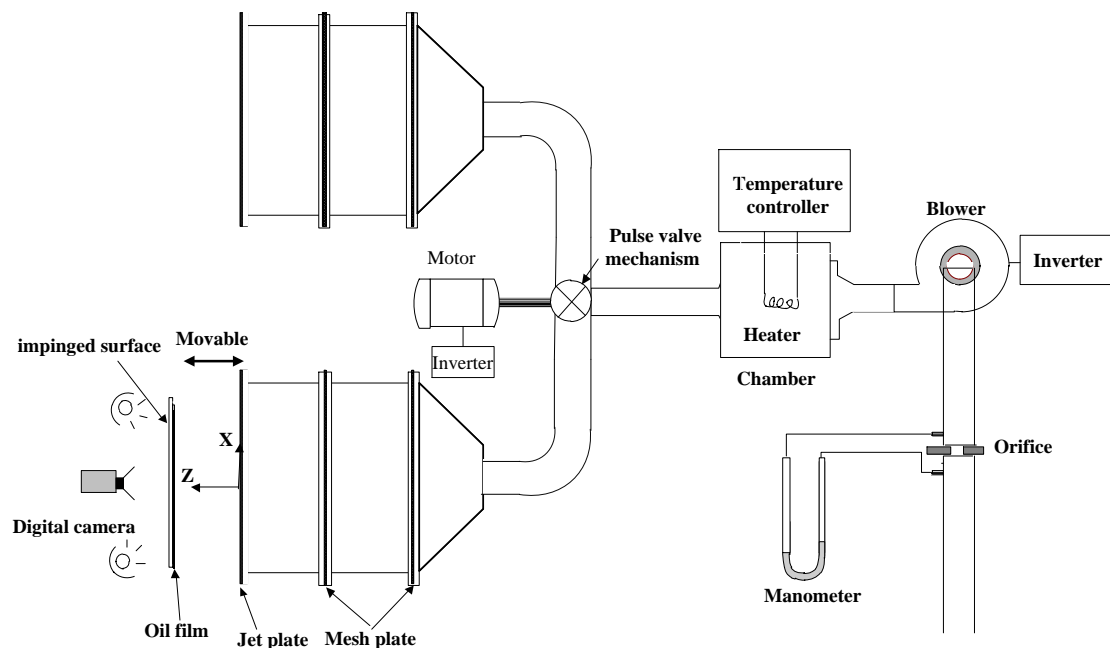 Temperature
controller
Blower
Pulse valve
mechanism
Inverter
Motor
Heater
Movable
impinged surface
Inverter
Chamber
X
Orifice
Z
Digital camera
Manometer
Oil film
Jet plate
Mesh plate